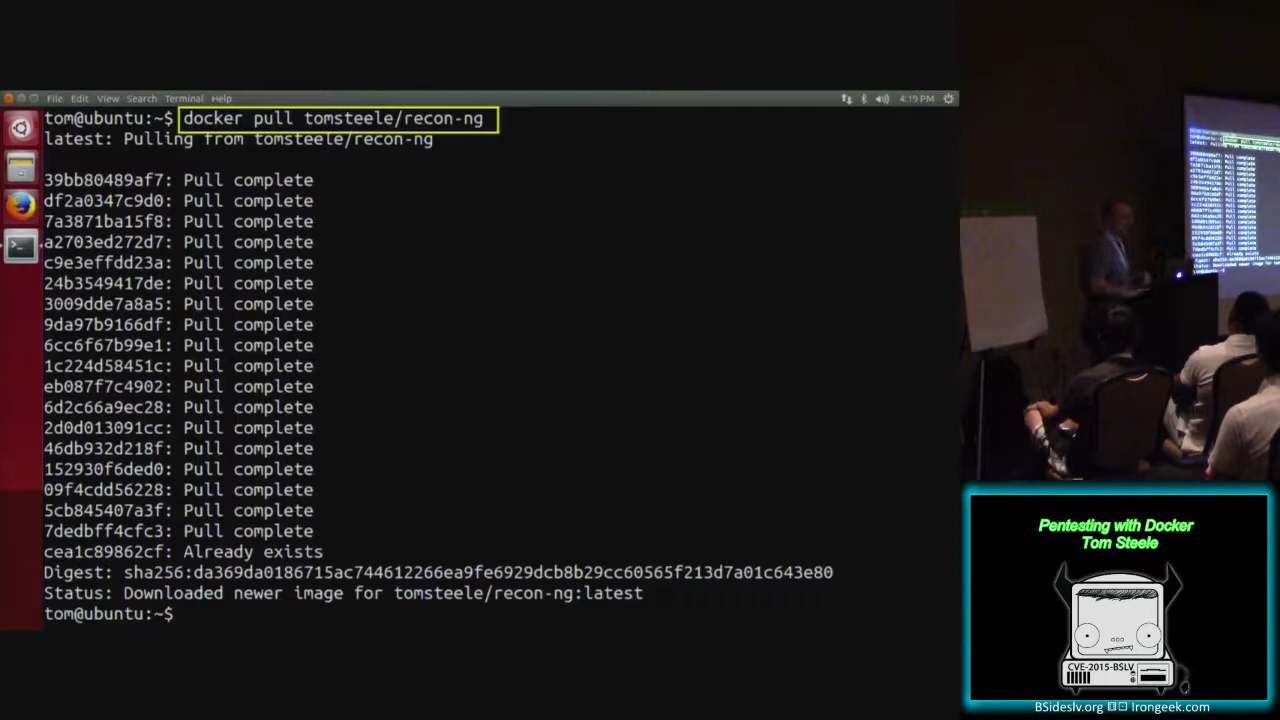 File Edit View Search Terminal Help
4:19 PM
tom@ubuntu:~$ docker pull tomsteele/recon-ng
latest: Pulling from tomsteele/recon-ng
39bb80489af7: Pull complete
df2a0347c9d0: Pull complete
7a3871ba15f8: Pull complete
a2703ed272d7: Pull complete
c9e3effdd23a: Pull complete
24b3549417de: Pull complete
3009dde7a8a5: Pull complete
9da97b9166df: Pull complete
6cc6f67b99e1: Pull complete
1c224d58451c: Pull complete
eb087f7c4902: Pull complete
6d2c66a9ec28: Pull complete
2d0d013091cc: Pull complete
46db932d218f: Pull complete
152930f6ded0: Pull complete
09f4cdd56228: Pull complete
5cb845407a3f: Pull complete
7dedbff4cfc3: Pull complete
cea1c89862cf: Already exists
Digest: sha256:da369da0186715ac744612266ea9fe6929dcb8b29cc60565f213d7a01c643e80
Status: Downloaded newer image for tomsteele/recon-ng:latest
tom@ubuntu:~$
Pentesting with Docker
Tom Steele
CVE-2015-BSLV
BSideslv.org Irongeek.com